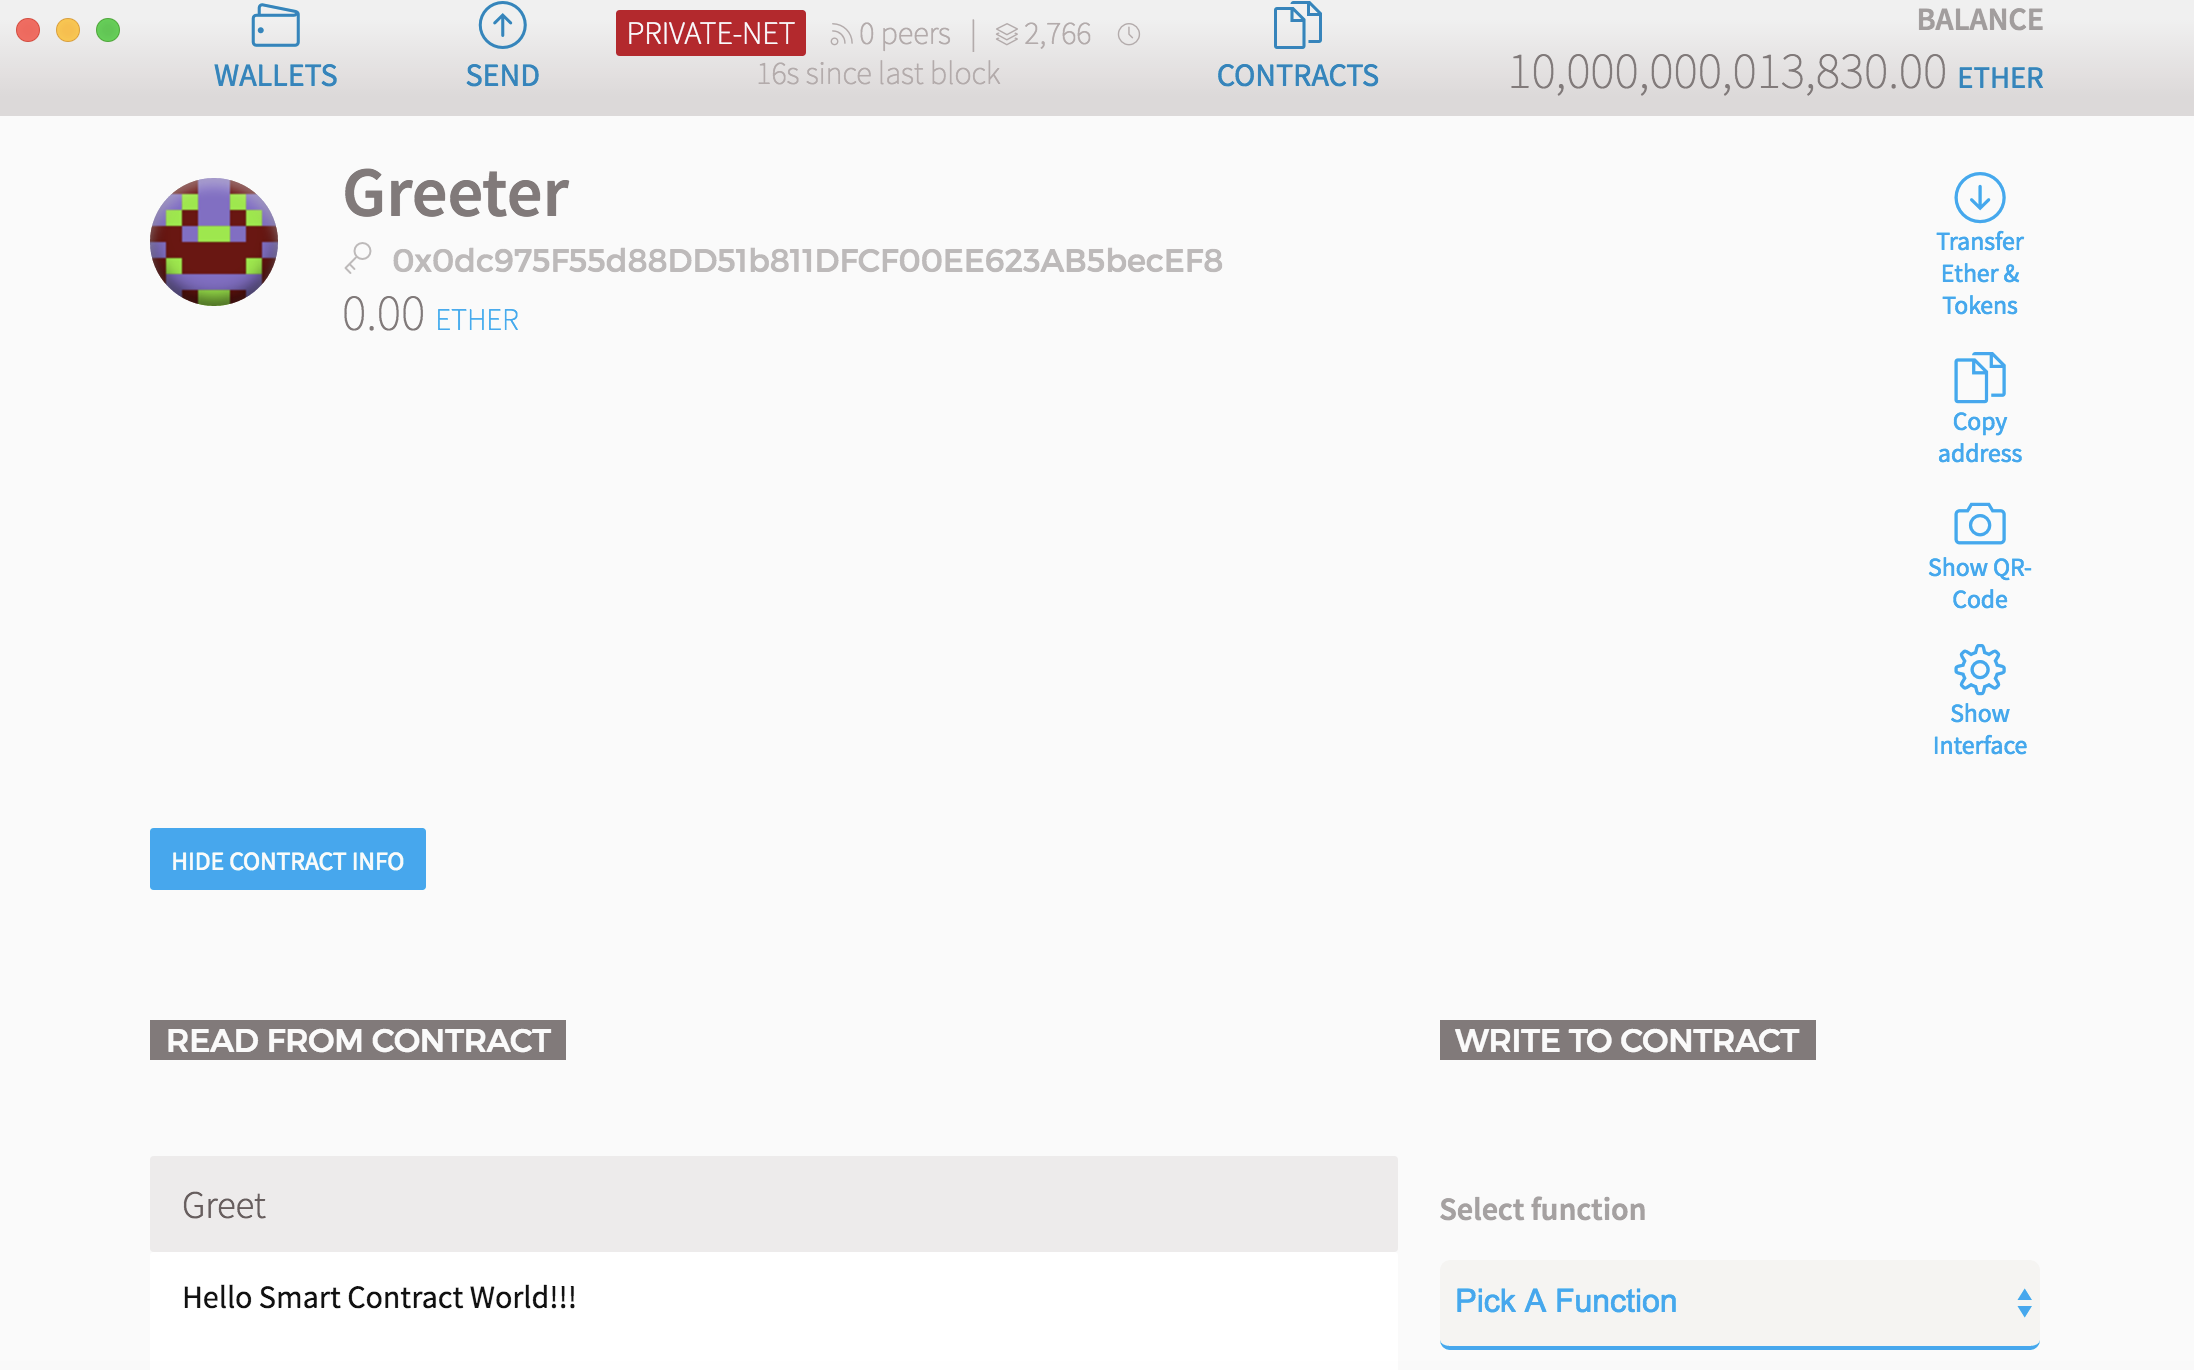 WALLETS
SEND
PRIVATE-NET 0 peers | 2,766
16s since last block
CONTRACTS
BALANCE
10,000,000,013,830.00 ETHER
Greeter
0x0dc975F55d88DD51b811DFCF00EE623AB5becEF8
0.00 ETHER
Transfer
Ether &
Tokens
Copy
address
Show QR-
Code
Show
Interface
HIDE CONTRACT INFO
READ FROM CONTRACT
Greet
Hello Smart Contract World!!!
WRITE TO CONTRACT
Select function
Pick A Function